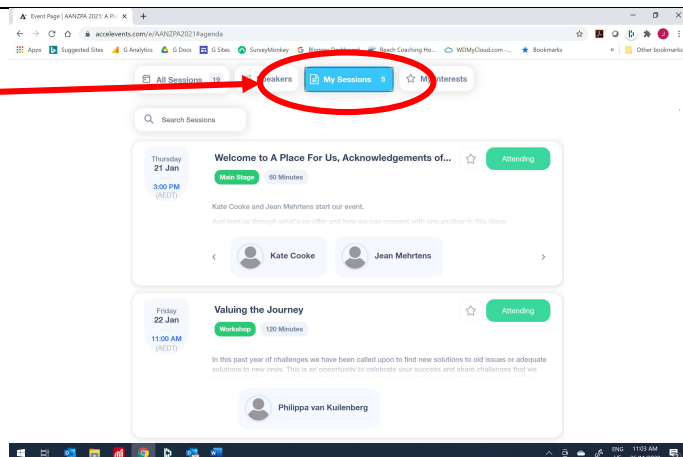 Event Page | AANZPA 2021: A Pla
accelevents.com/e/AANZPA2021#agenda
Apps Suggested Sites G Analytics G Docs G Sites SurveyMonkey Blogger Dashboard Beach Coaching Ho... WDMyCloud.com -... Bookmarks » Other bookmarks
All Sessions 19 Speakers My Sessions 5 My Interests
Search Sessions
Thursday
21 Jan
3:00 PM
(AEDT)
Welcome to A Place For Us, Acknowledgements of...
Attending
Main Stage 60 Minutes
Kate Cooke and Jean Mehrtens start our event.
And lead us through what's on offer and how we can connect with one another in this place.
Kate Cooke Jean Mehrtens
Friday
22 Jan
11:00 AM
(AEDT)
Valuing the Journey
Attending
Workshop 120 Minutes
In this past year of challenges we have been called upon to find new solutions to old issues or adequate
solutions to new ones. This is an opportunity to celebrate your success and share challenges that we
Philippa van Kuilenberg
ENG 11:03 AM